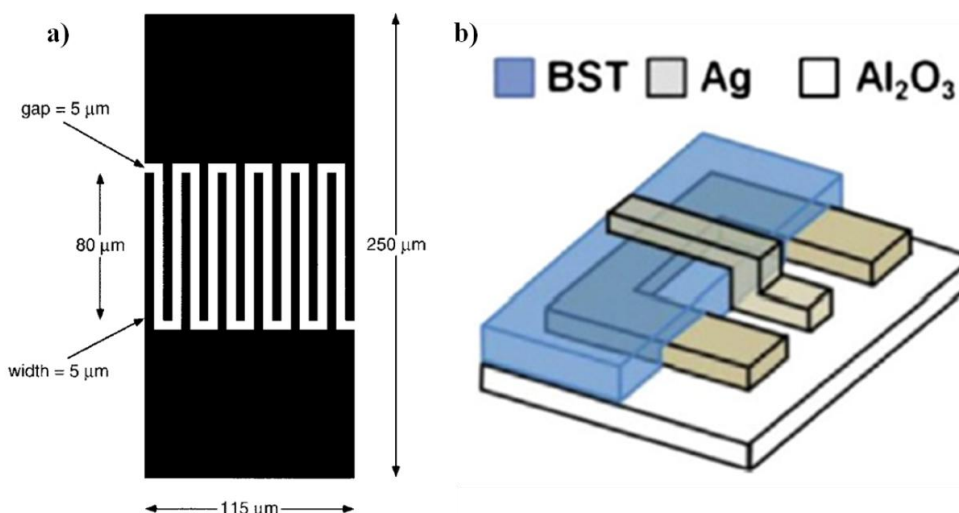 a)
gap = 5 μm
80 μm
250 μm
width = 5 μm
115 μm
b)
BST Ag Al₂O₃